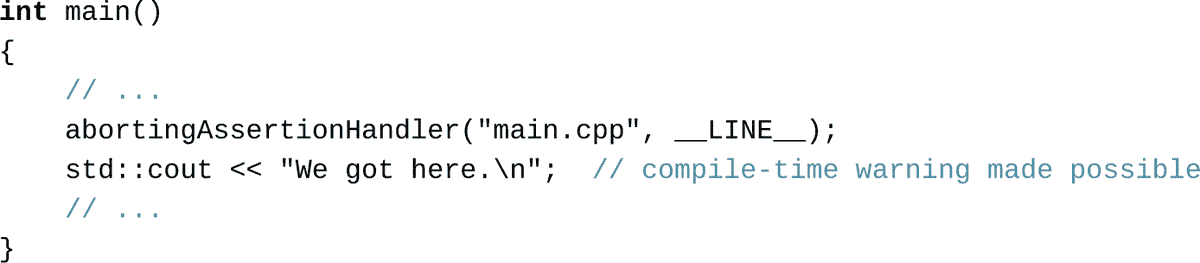 int main()
{
    // ...
    abortingAssertionHandler("main.cpp", __LINE__);
    std::cout << "We got here.\n";  // compile-time warning made possible
    // ...
}